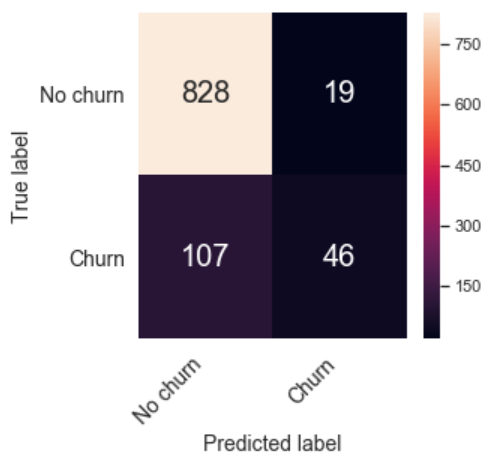 True label
No churn
828
19
Churn
107
46
No churn
Churn
Predicted label
750
600
450
300
150